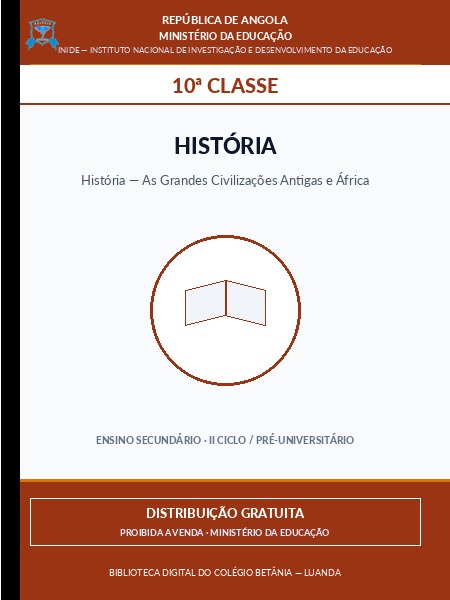 REPÚBLICA DE ANGOLA
MINISTÉRIO DA EDUCAÇÃO
INIDE — INSTITUTO NACIONAL DE INVESTIGAÇÃO E DESENVOLVIMENTO DA EDUCAÇÃO
10ª CLASSE
HISTÓRIA
História — As Grandes Civilizações Antigas e África
ENSINO SECUNDÁRIO · II CICLO / PRÉ-UNIVERSITÁRIO
DISTRIBUIÇÃO GRATUITA
PROIBIDA A VENDA · MINISTÉRIO DA EDUCAÇÃO
BIBLIOTECA DIGITAL DO COLÉGIO BETÂNIA — LUANDA